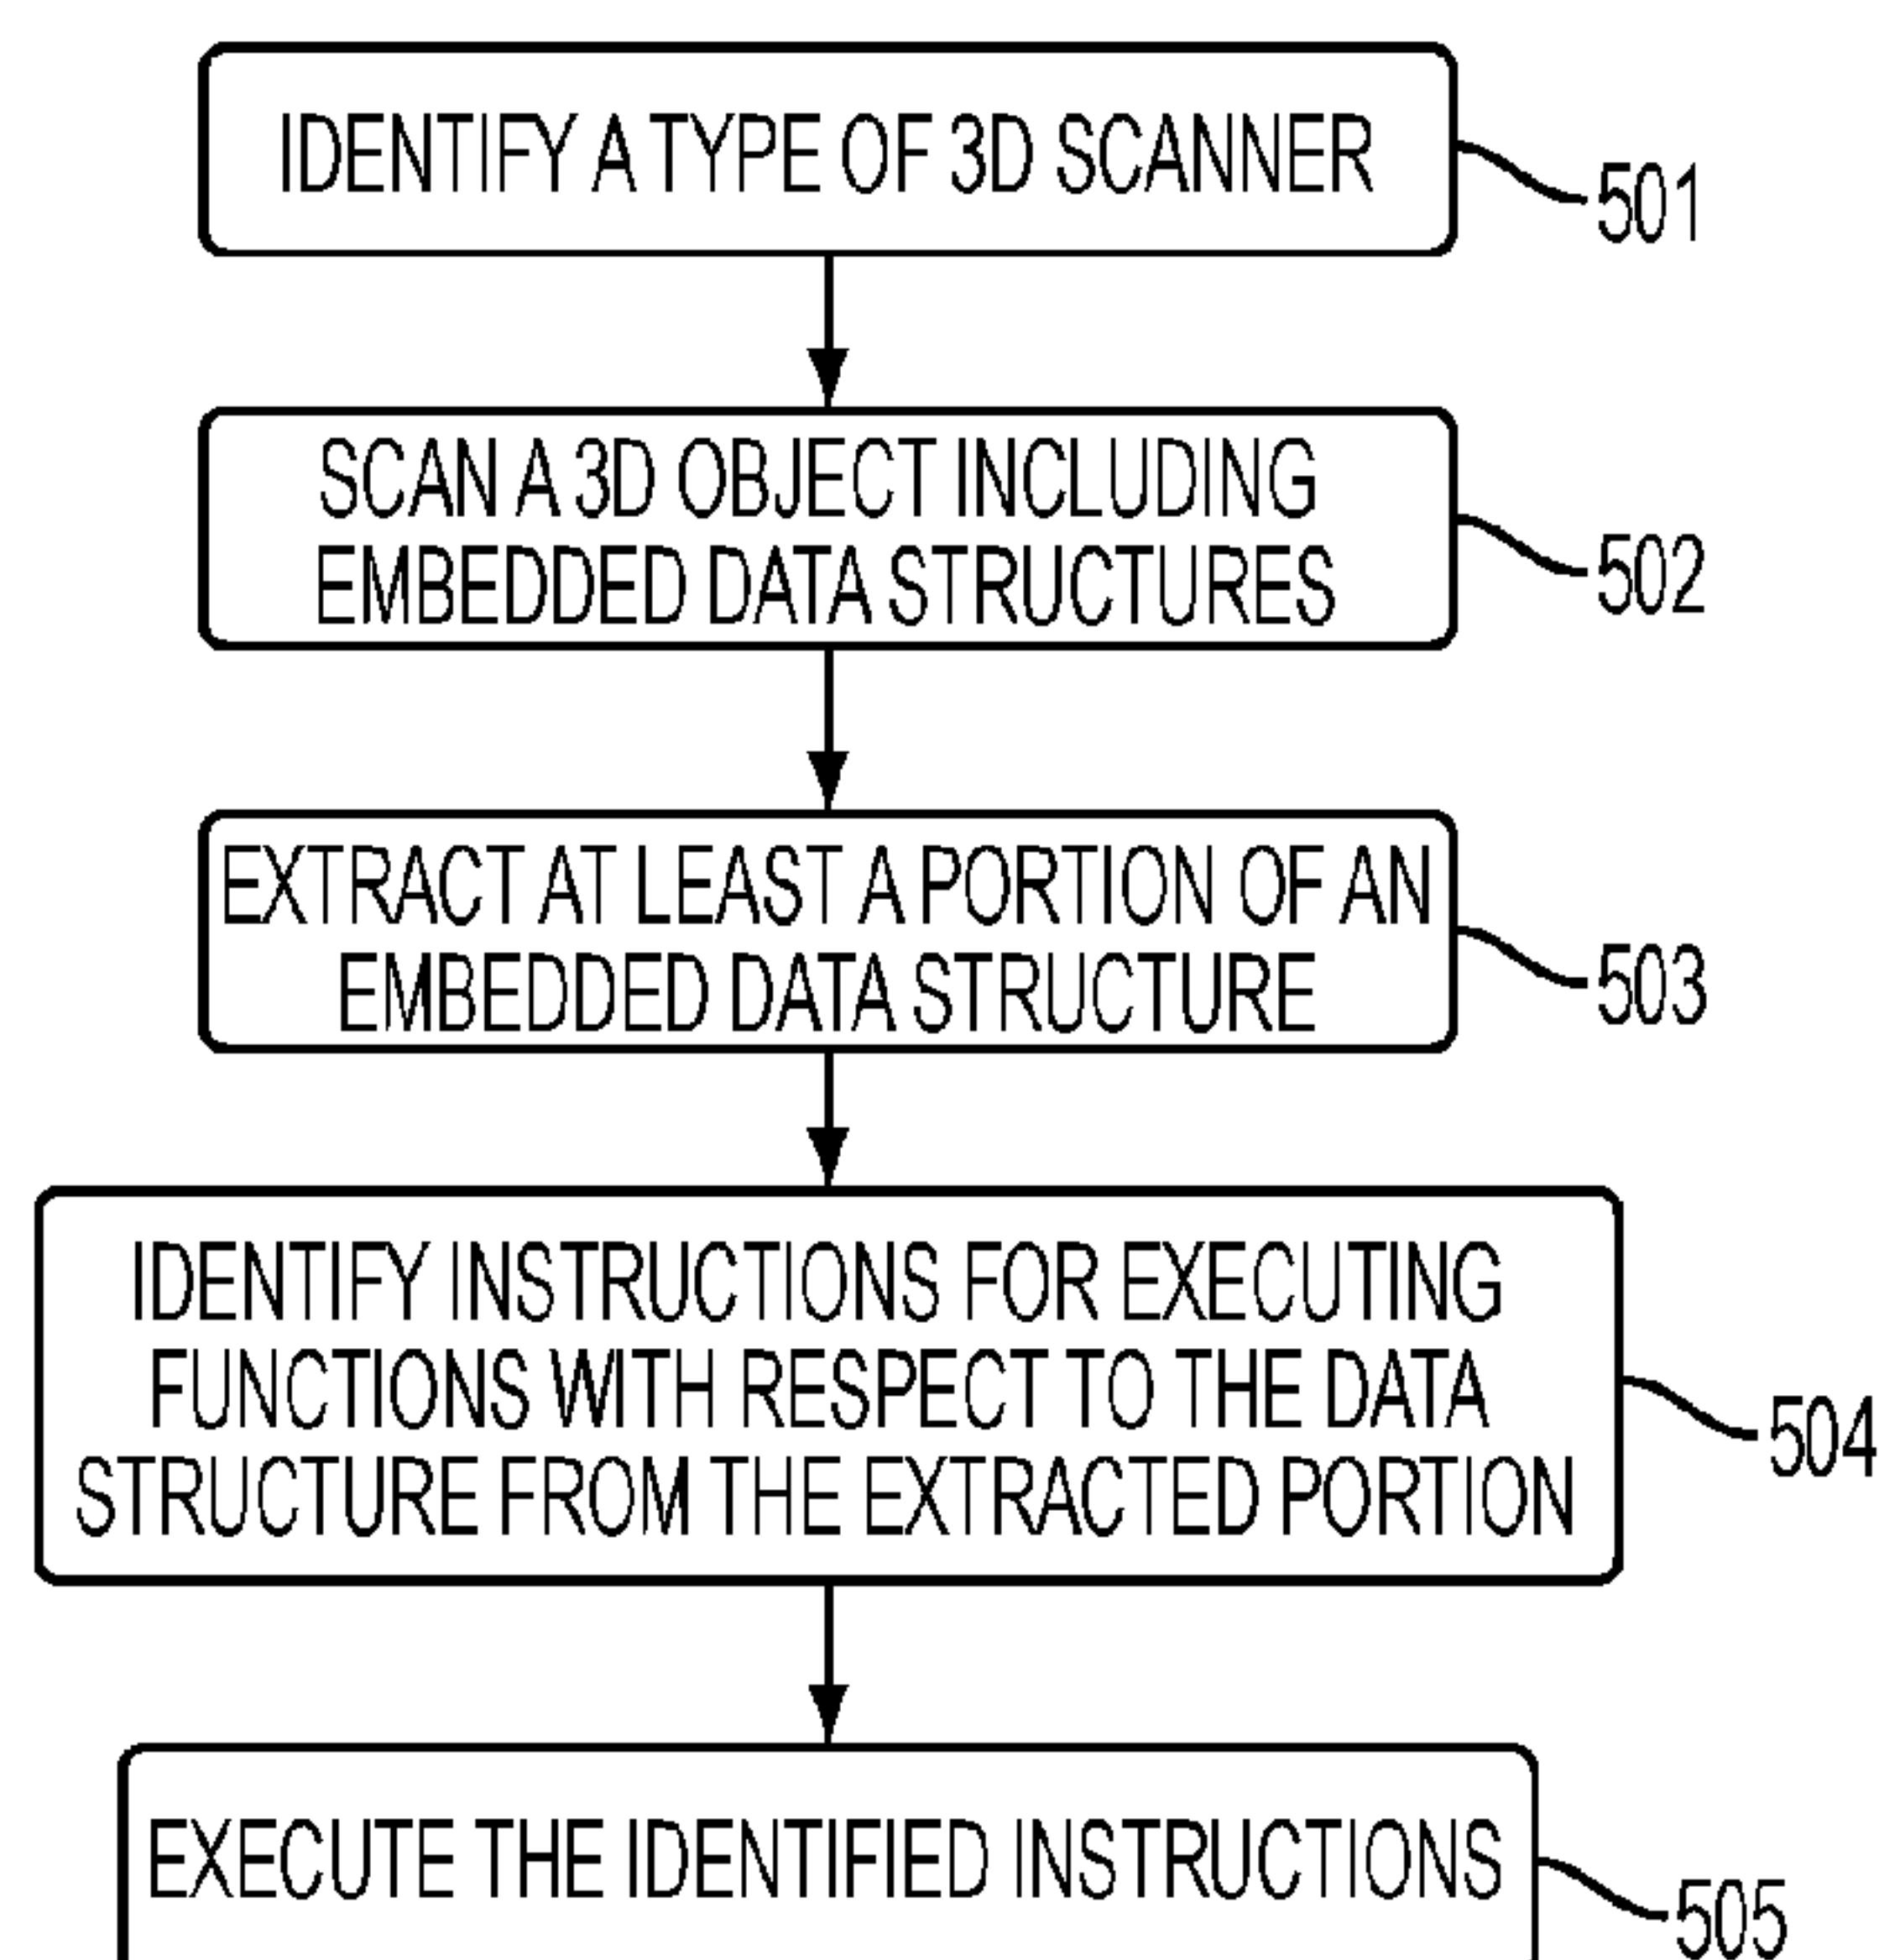 IDENTIFY A TYPE OF 3D SCANNER
501
SCAN A 3D OBJECT INCLUDING
EMBEDDED DATA STRUCTURES
502
EXTRACT AT LEAST A PORTION OF AN
EMBEDDED DATA STRUCTURE
503
IDENTIFY INSTRUCTIONS FOR EXECUTING
FUNCTIONS WITH RESPECT TO THE DATA
STRUCTURE FROM THE EXTRACTED PORTION
504
EXECUTE THE IDENTIFIED INSTRUCTIONS
505